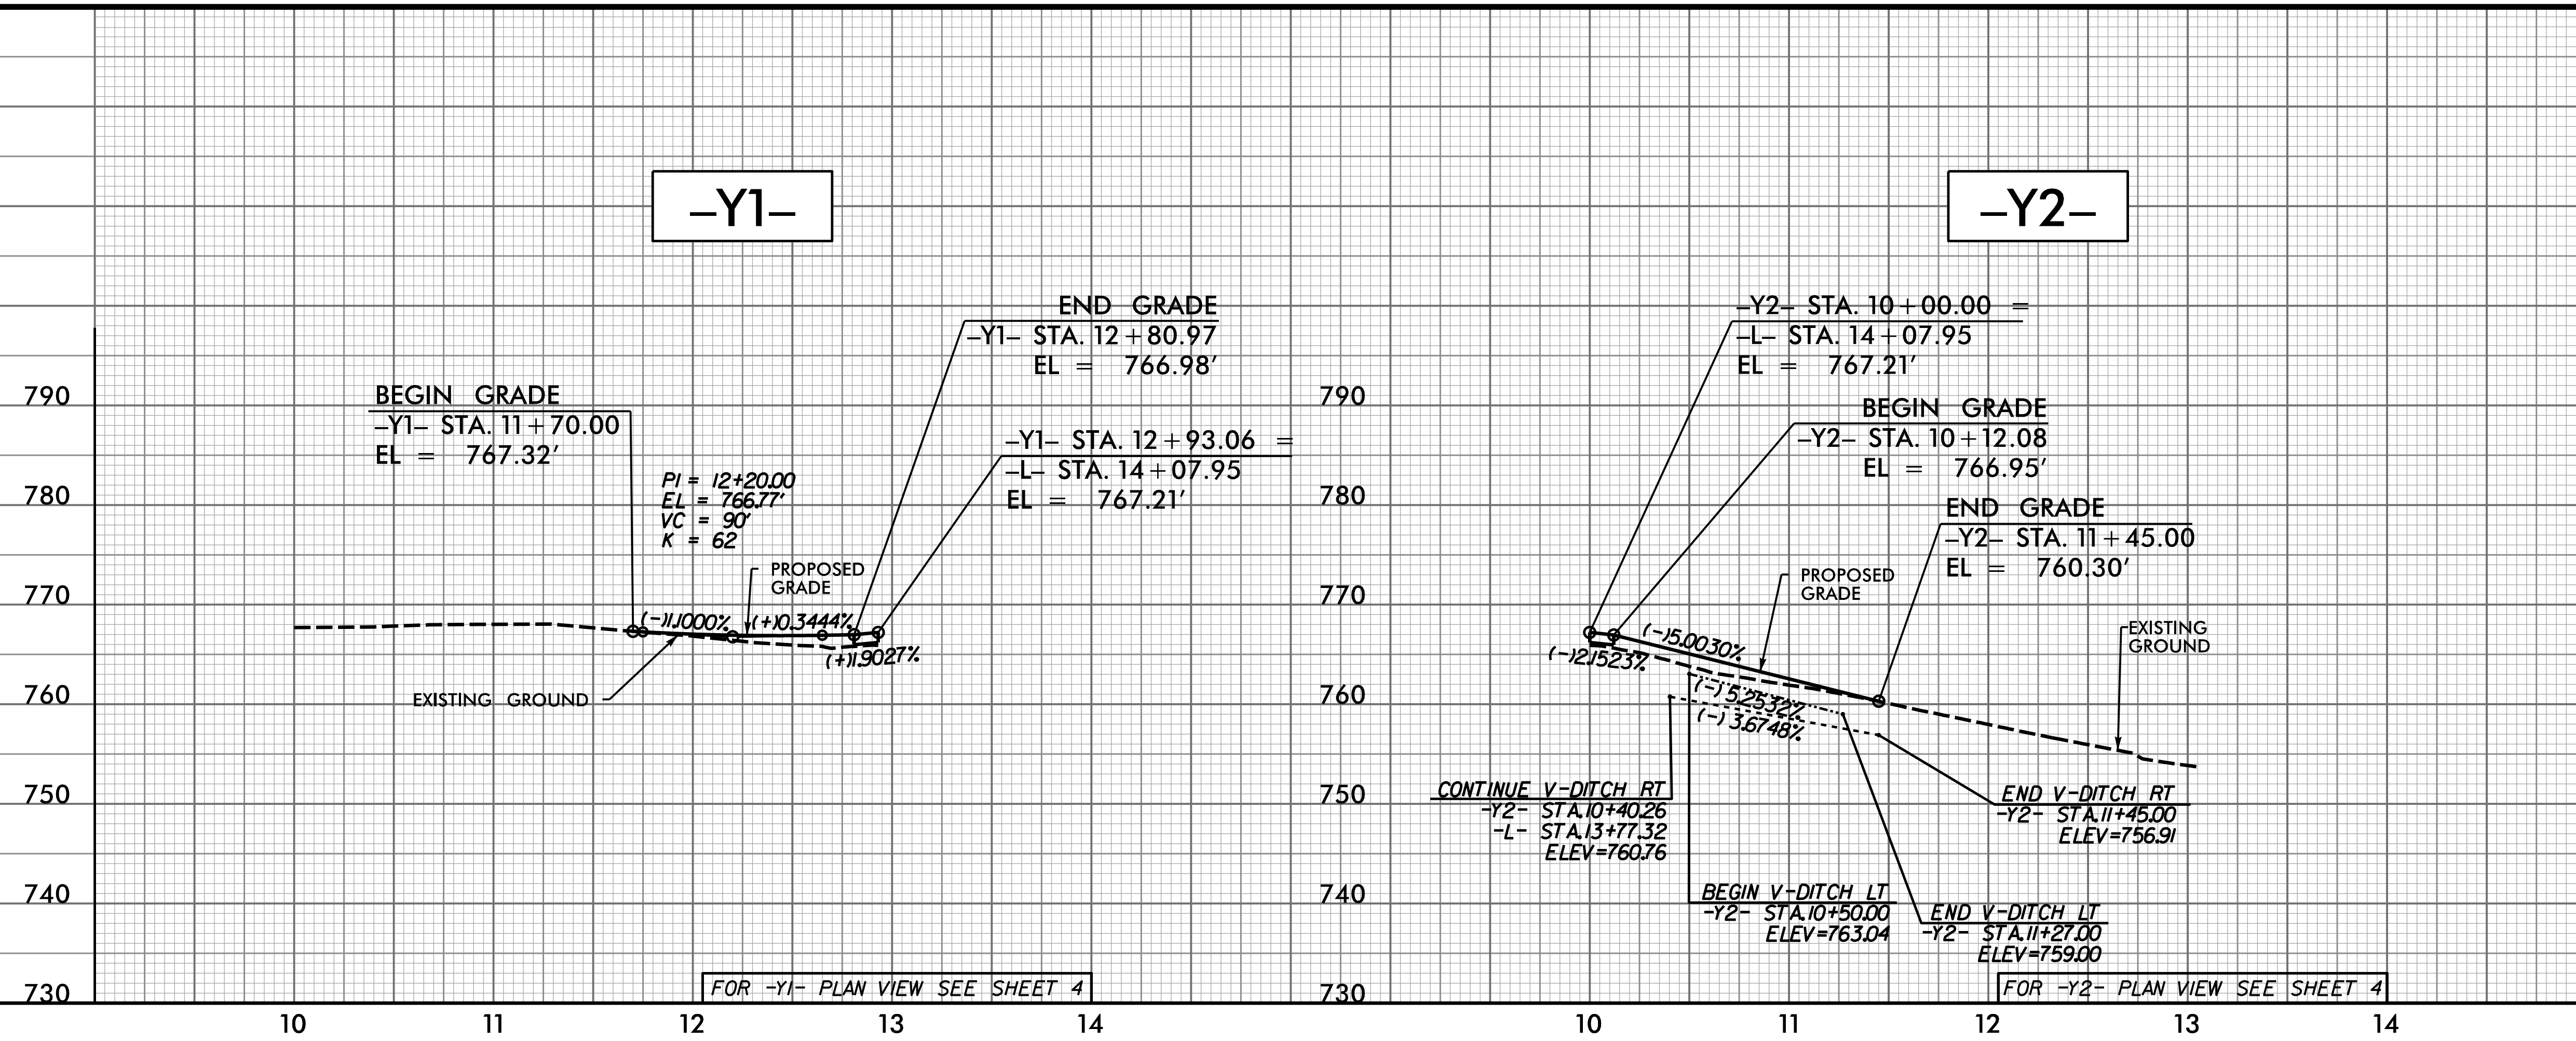 –Y1–
–Y2–
END GRADE
–Y1– STA. 12+80.97
EL = 766.98'
–Y2– STA. 10+00.00 =
–L– STA. 14+07.95
EL = 767.21'
BEGIN GRADE
–Y1– STA. 11+70.00
EL = 767.32'
–Y1– STA. 12+93.06 =
–L– STA. 14+07.95
EL = 767.21'
BEGIN GRADE
–Y2– STA. 10+12.08
EL = 766.95'
PI = 12+20.00
EL = 766.77'
VC = 90'
K = 62
END GRADE
–Y2– STA. 11+45.00
EL = 760.30'
PROPOSED
GRADE
(-)1.1000%
(+)0.3444%
(+)1.9027%
EXISTING GROUND
PROPOSED
GRADE
(-)5.0030%
(-)2.1523%
(-)5.2532%
(-)3.6748%
EXISTING
GROUND
CONTINUE V-DITCH RT
-Y2- STA.10+40.26
-L- STA.13+77.32
ELEV=760.76
END V-DITCH RT
-Y2- STA.11+45.00
ELEV=756.91
BEGIN V-DITCH LT
-Y2- STA.10+50.00
ELEV=763.04
END V-DITCH LT
-Y2- STA.11+27.00
ELEV=759.00
790
780
770
760
750
740
730
790
780
770
760
750
740
730
FOR -Y1- PLAN VIEW SEE SHEET 4
FOR -Y2- PLAN VIEW SEE SHEET 4
10 11 12 13 14
10 11 12 13 14